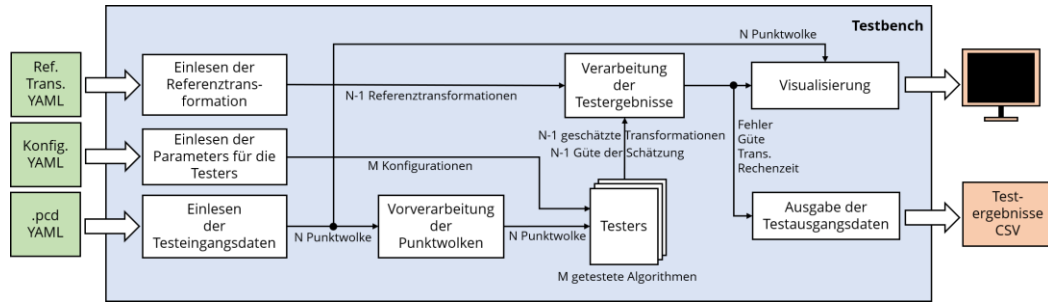 Testbench
N Punktwolke
Ref.
Trans.
YAML
Einlesen der
Referenztrans-
formation
N-1 Referenztransformationen
Verarbeitung
der
Testergebnisse
Visualisierung
Konfig.
YAML
Einlesen der
Parameters für die
Testers
M Konfigurationen
N-1 geschätzte Transformationen
N-1 Güte der Schätzung
Fehler
Güte
Trans.
Rechenzeit
.pcd
YAML
Einlesen
der
Testeingangsdaten
N Punktwolke
Vorverarbeitung
der
Punktwolken
N Punktwolke
Testers
M getestete Algorithmen
Ausgabe der
Testausgangsdaten
Test-
ergebnisse
CSV